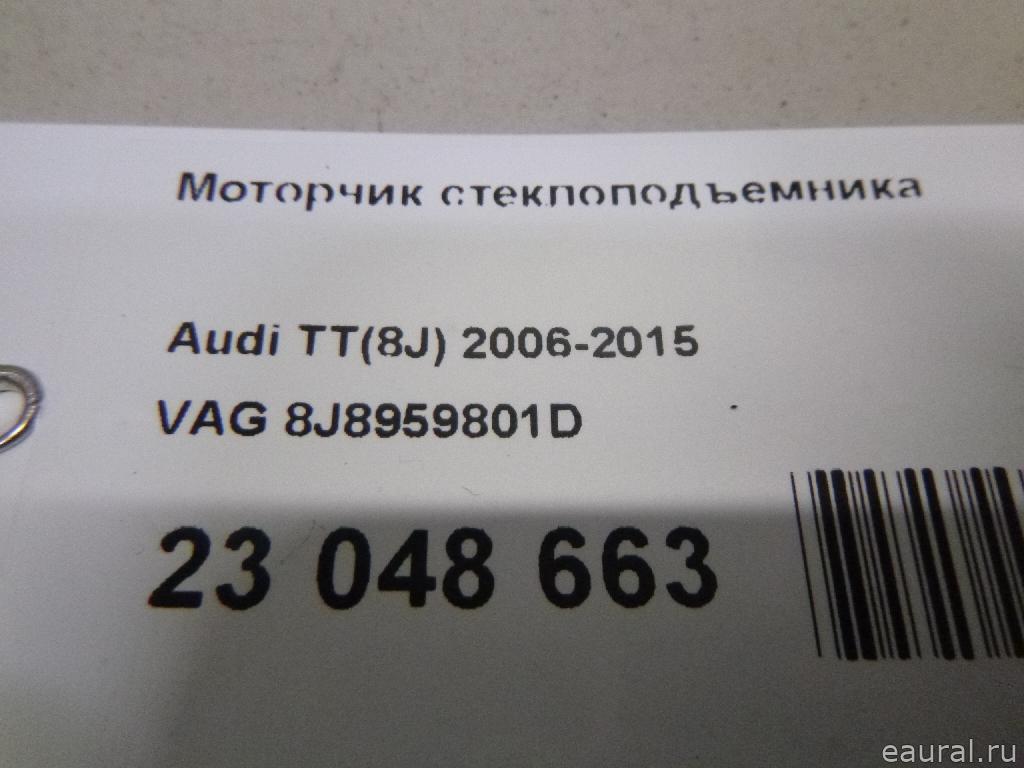 Моторчик стеклоподъемника
Audi TT(8J) 2006-2015
VAG 8J8959801D
23 048 663
eaural.ru